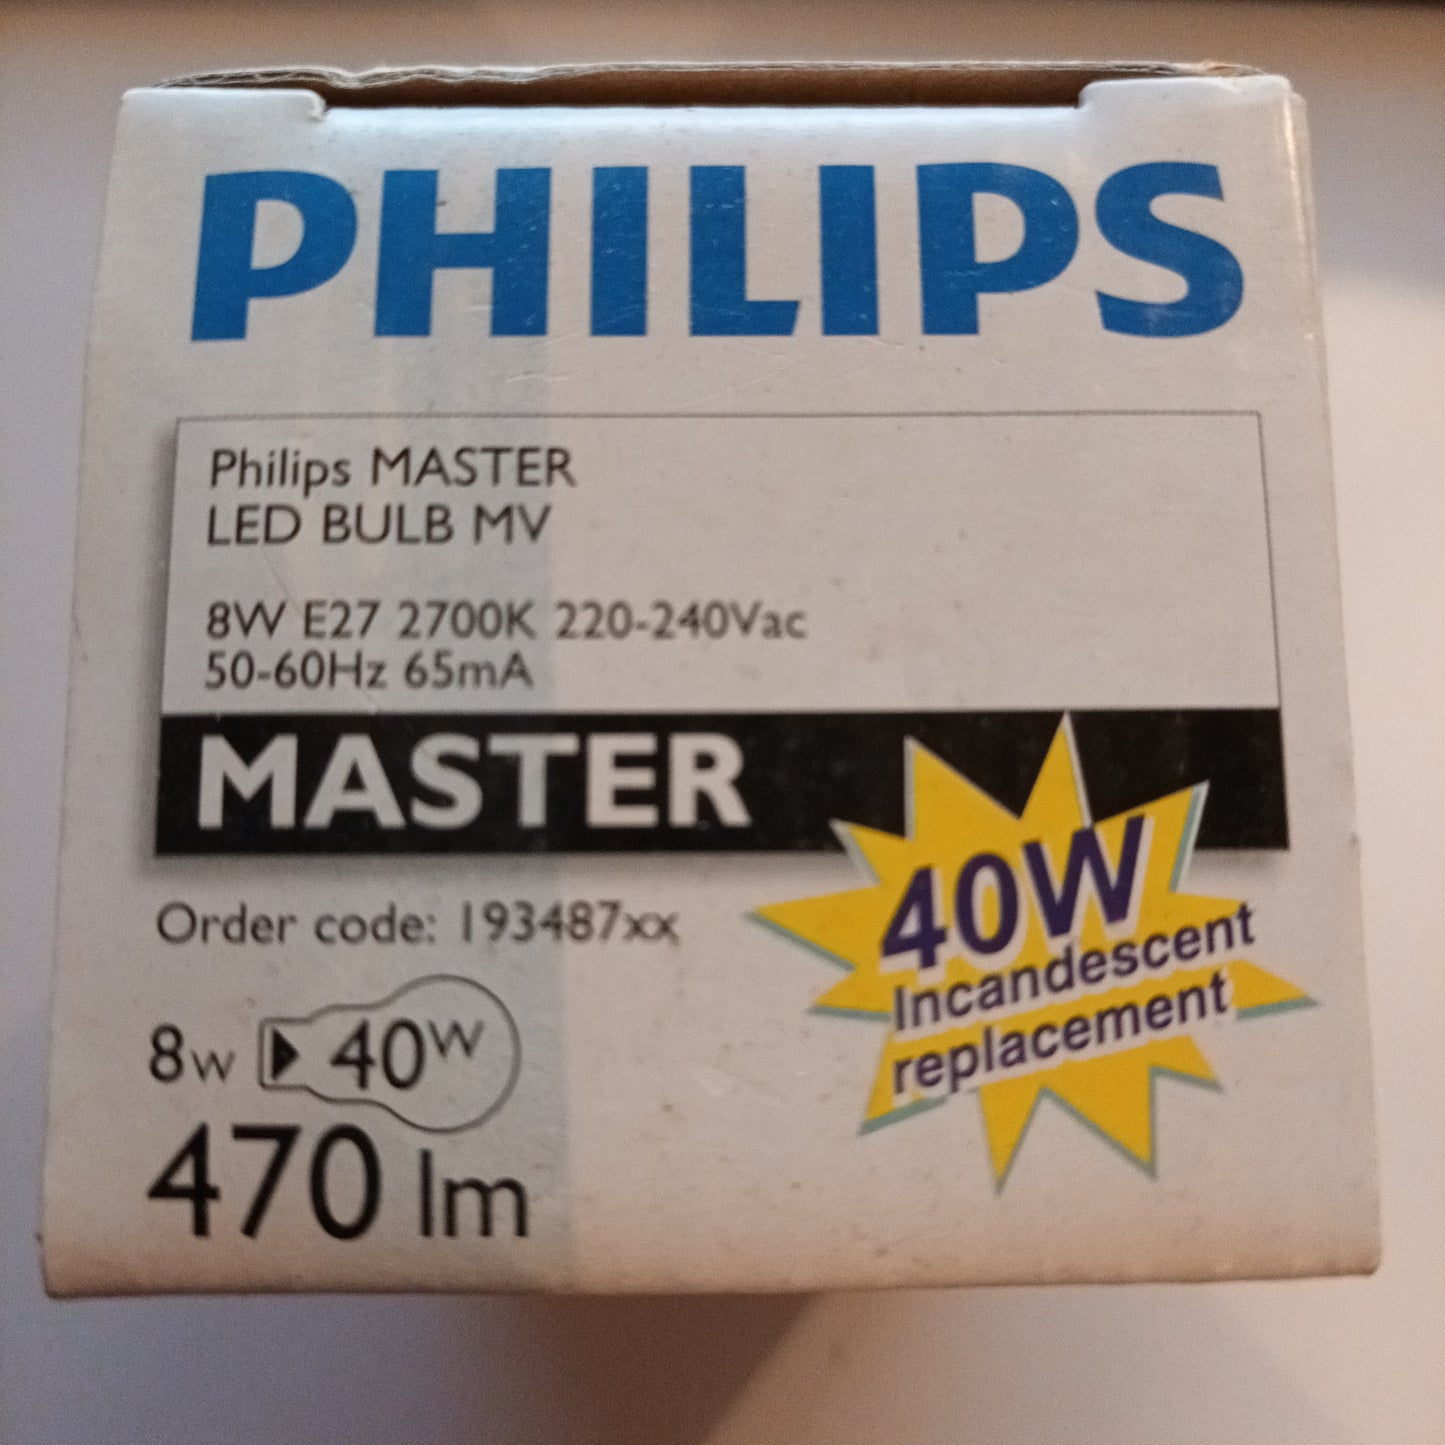 PHILIPS
Philips MASTER
LED BULB MV
8W E27 2700K 220-240Vac
50-60Hz 65mA
MASTER
40W
Incandescent
replacement
Order code: 193487xx
8w 40W
470 lm